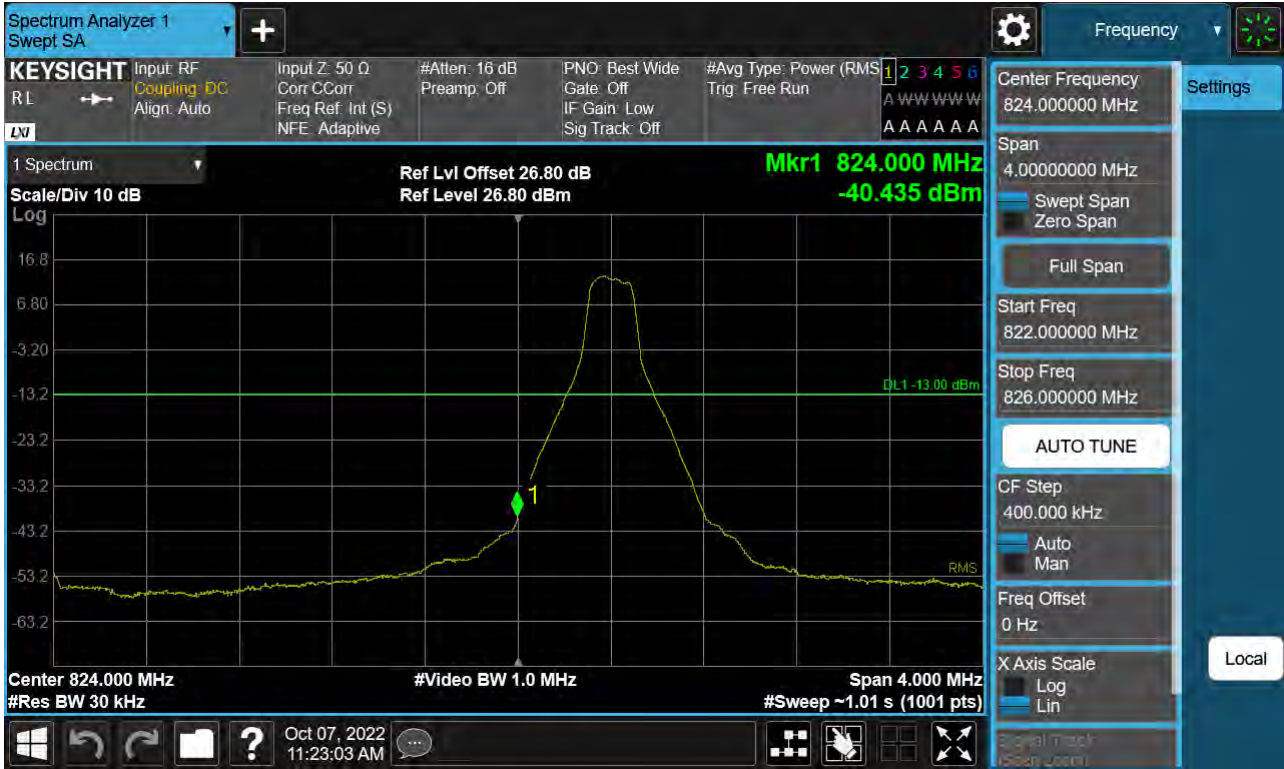 Spectrum Analyzer 1
Swept SA
Frequency
KEYSIGHT
R L
LXI
Input: RF
Coupling: DC
Align: Auto
Input Z: 50 Ω
Corr CCorr
Freq Ref: Int (S)
NFE: Adaptive
#Atten: 16 dB
Preamp: Off
PNO: Best Wide
Gate: Off
IF Gain: Low
Sig Track: Off
#Avg Type: Power (RMS
Trig: Free Run
1 2 3 4 5 6
A W W W W W
A A A A A A
1 Spectrum
Scale/Div 10 dB
Log
Ref Lvl Offset 26.80 dB
Ref Level 26.80 dBm
Mkr1 824.000 MHz
-40.435 dBm
16.8
6.80
-3.20
-13.2
-23.2
-33.2
-43.2
-53.2
-63.2
DL1 -13.00 dBm
1
RMS
Center 824.000 MHz
#Res BW 30 kHz
#Video BW 1.0 MHz
Span 4.000 MHz
#Sweep ~1.01 s (1001 pts)
Center Frequency
824.000000 MHz
Settings
Span
4.00000000 MHz
Swept Span
Zero Span
Full Span
Start Freq
822.000000 MHz
Stop Freq
826.000000 MHz
AUTO TUNE
CF Step
400.000 kHz
Auto
Man
Freq Offset
0 Hz
X Axis Scale
Log
Lin
Local
Signal Track
(Span Zoom)
?
Oct 07, 2022
11:23:03 AM